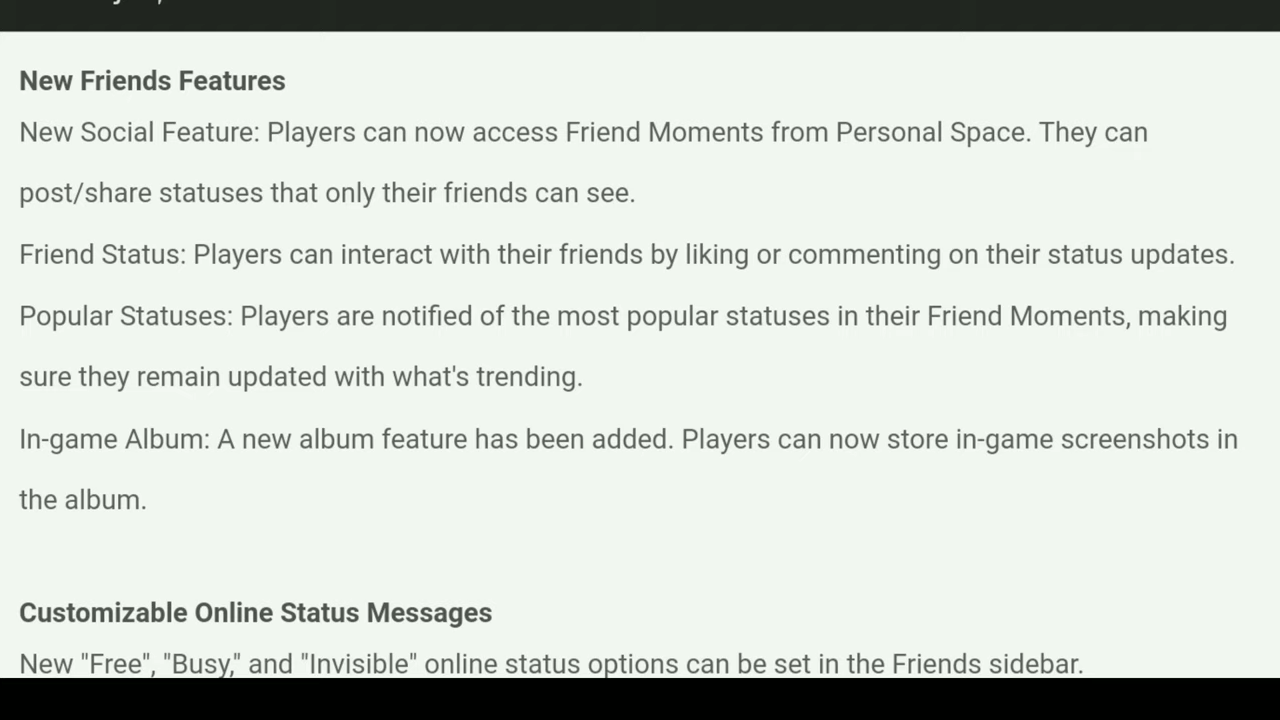 New Friends Features
New Social Feature: Players can now access Friend Moments from Personal Space. They can
post/share statuses that only their friends can see.
Friend Status: Players can interact with their friends by liking or commenting on their status updates.
Popular Statuses: Players are notified of the most popular statuses in their Friend Moments, making
sure they remain updated with what's trending.
In-game Album: A new album feature has been added. Players can now store in-game screenshots in
the album.
Customizable Online Status Messages
New "Free", "Busy," and "Invisible" online status options can be set in the Friends sidebar.